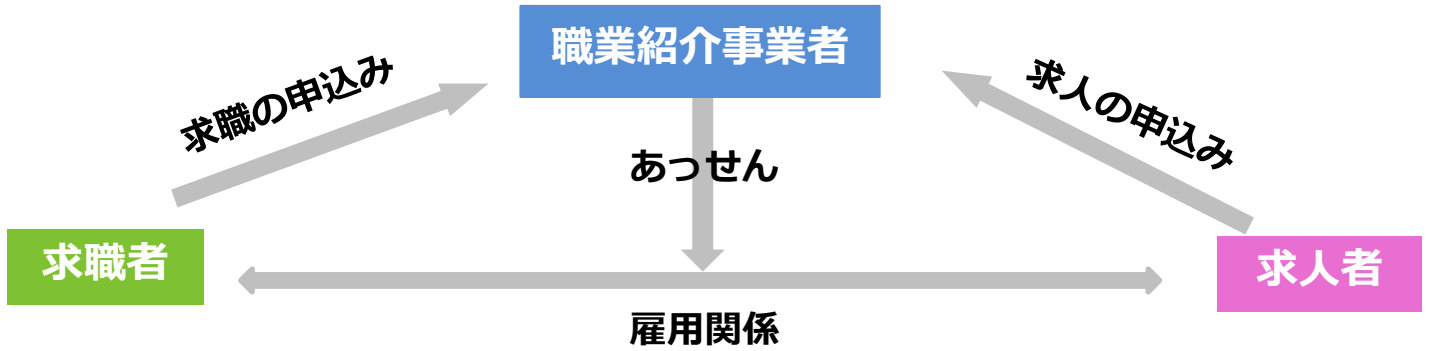 職業紹介事業者
求職の申込み
求人の申込み
あっせん
求職者
求人者
雇用関係